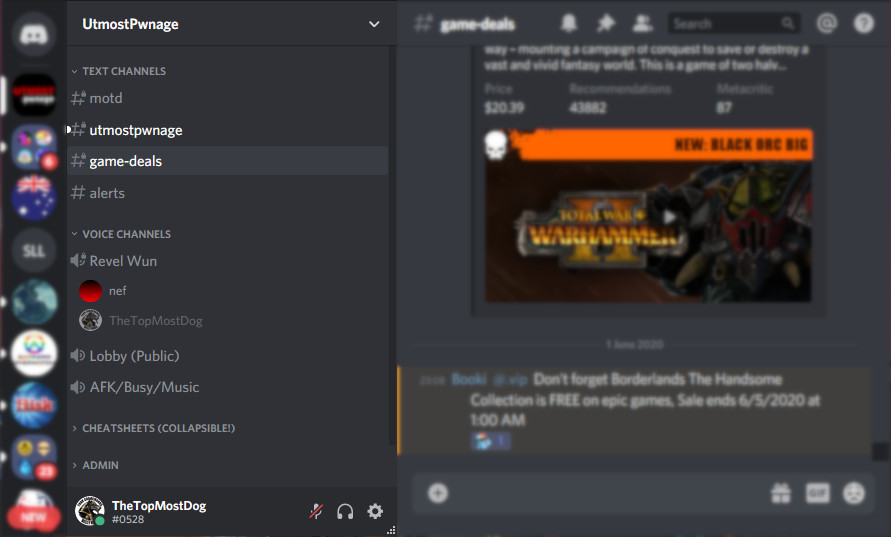 UtmostPwnage
TEXT CHANNELS
motd
utmostpwnage
game-deals
alerts
VOICE CHANNELS
Revel Wun
nef
TheTopMostDog
Lobby (Public)
AFK/Busy/Music
CHEATSHEETS (COLLAPSIBLE!)
ADMIN
TheTopMostDog
#0528
UTMOST
pwnage
6
SLL
23
NEW
game-deals
Search
way – mounting a campaign of conquest to save or destroy a
vast and vivid fantasy world. This is a game of two halv...
Price Recommendations Metacritic
$20.39 43882 87
NEW: BLACK ORC BIG
TOTAL WAR
WARHAMMER
II
1 June 2020
23:08 Booki @.vip Don't forget Borderlands The Handsome
Collection is FREE on epic games, Sale ends 6/5/2020 at
1:00 AM
1
GIF